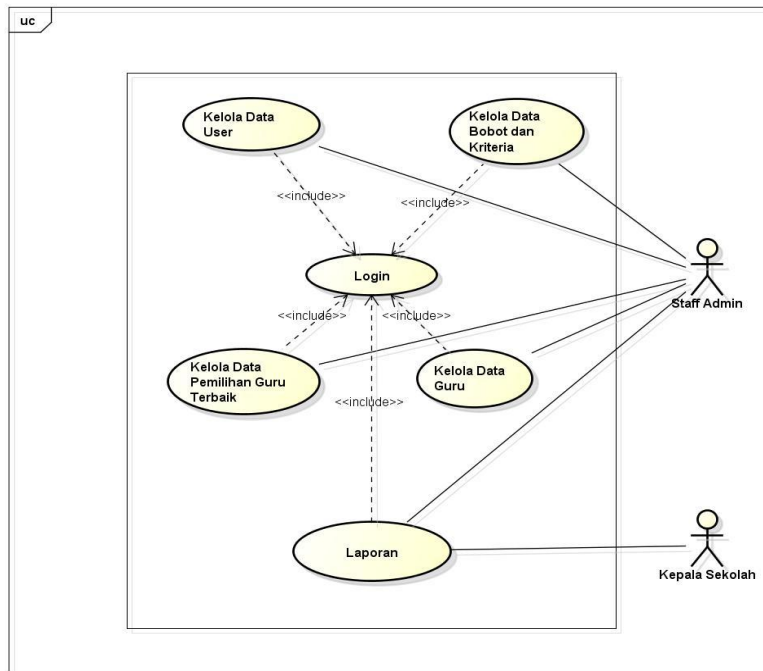 uc
Kelola Data
User
Kelola Data
Bobot dan
Kriteria
<<include>>
<<include>>
Login
Staff Admin
<<include>>
<<include>>
Kelola Data
Pemilihan Guru
Terbaik
Kelola Data
Guru
<<include>>
Laporan
Kepala Sekolah